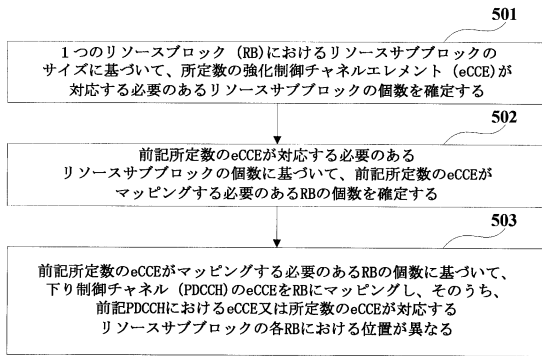 501
1つのリソースブロック(RB)におけるリソースサブブロックの
サイズに基づいて、所定数の強化制御チャネルエレメント(eCCE)が
対応する必要のあるリソースサブブロックの個数を確定する
502
前記所定数のeCCEが対応する必要のある
リソースサブブロックの個数に基づいて、前記所定数のeCCEが
マッピングする必要のあるRBの個数を確定する
503
前記所定数のeCCEがマッピングする必要のあるRBの個数に基づいて、
下り制御チャネル(PDCCH)のeCCEをRBにマッピングし、そのうち、
前記PDCCHにおけるeCCE又は所定数のeCCEが対応する
リソースサブブロックの各RBにおける位置が異なる